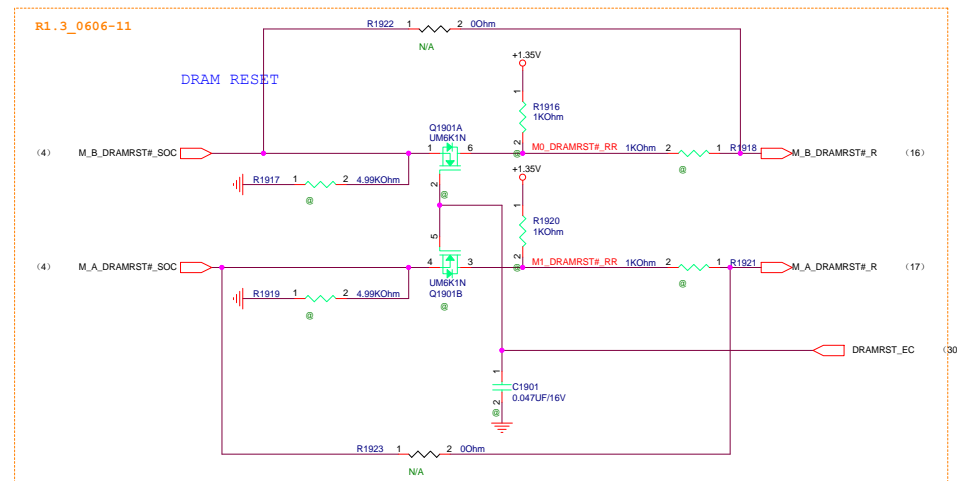 R1.3_0606-11
R1922 1 2 0Ohm
N/A
+1.35V
DRAM RESET
1
R1916
1KOhm
2
@
Q1901A
UM6K1N
(4) M_B_DRAMRST#_SOC 1 6 M0_DRAMRST#_RR 1KOhm 2 1 R1918 M_B_DRAMRST#_R (16)
@
+1.35V
R1917 1 2 4.99KOhm
@
2
1
R1920
1KOhm
2
@
5
(4) M_A_DRAMRST#_SOC 4 3 M1_DRAMRST#_RR 1KOhm 2 1 R1921 M_A_DRAMRST#_R (17)
@
UM6K1N
Q1901B
@
R1919 1 2 4.99KOhm
@
DRAMRST_EC (30
1
C1901
0.047UF/16V
2
@
R1923 1 2 0Ohm
N/A